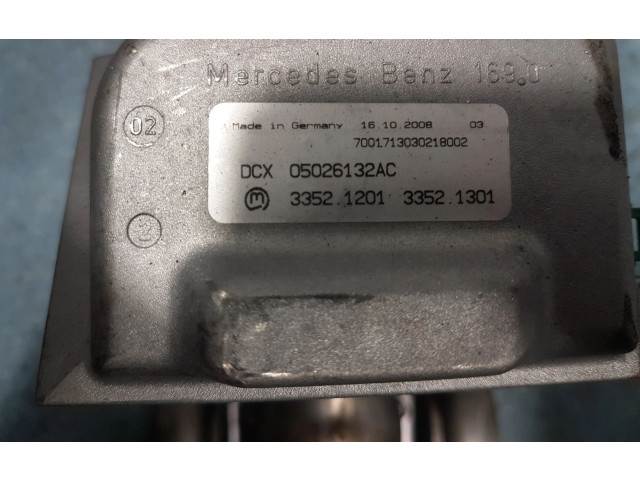 Mercedes Benz 169.0
02
Made in Germany 16.10.2008 03
7001713030218002
DCX 05026132AC
m 3352.1201 3352.1301
2